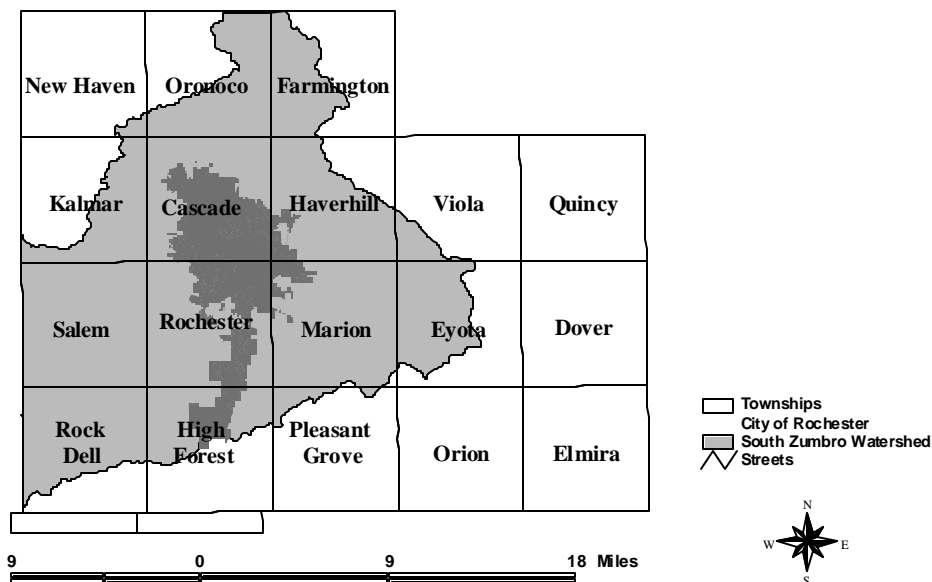 New Haven
Oronoco
Farmington
Kalmar
Cascade
Haverhill
Viola
Quincy
Salem
Rochester
Marion
Eyota
Dover
Rock
Dell
High
Forest
Pleasant
Grove
Orion
Elmira
Townships
City of Rochester
South Zumbro Watershed
Streets
N
W
E
S
9 0 9 18 Miles